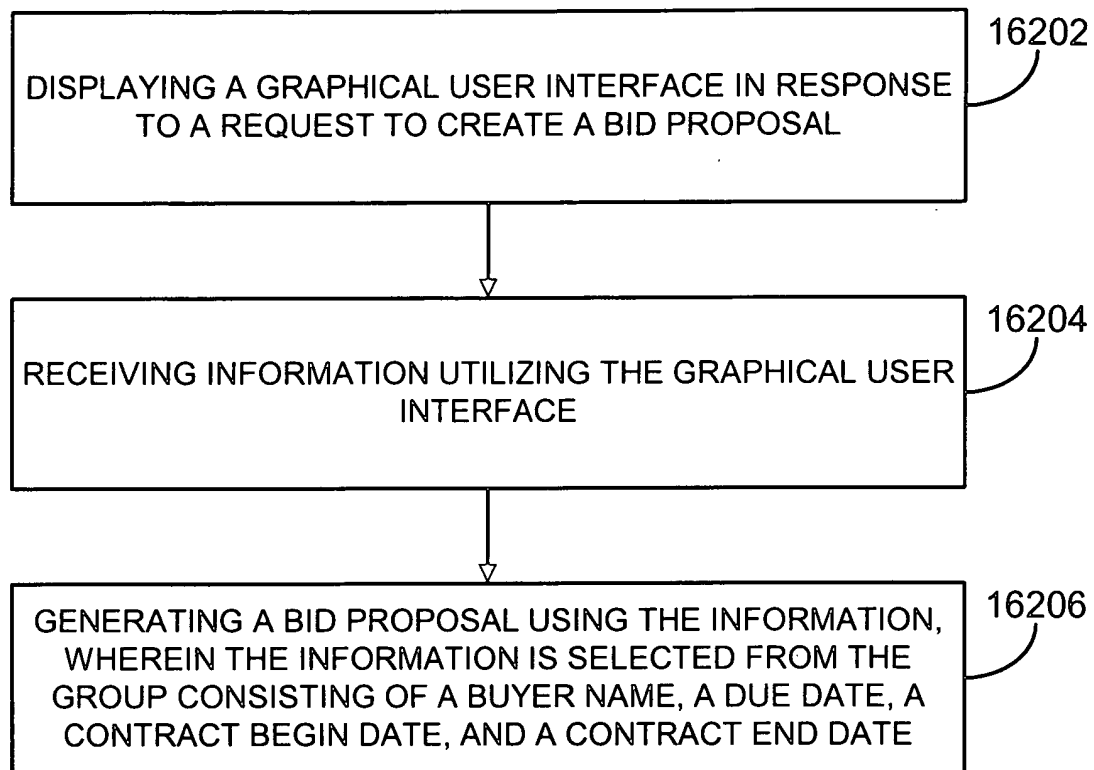 16202
DISPLAYING A GRAPHICAL USER INTERFACE IN RESPONSE
TO A REQUEST TO CREATE A BID PROPOSAL
16204
RECEIVING INFORMATION UTILIZING THE GRAPHICAL USER
INTERFACE
16206
GENERATING A BID PROPOSAL USING THE INFORMATION,
WHEREIN THE INFORMATION IS SELECTED FROM THE
GROUP CONSISTING OF A BUYER NAME, A DUE DATE, A
CONTRACT BEGIN DATE, AND A CONTRACT END DATE